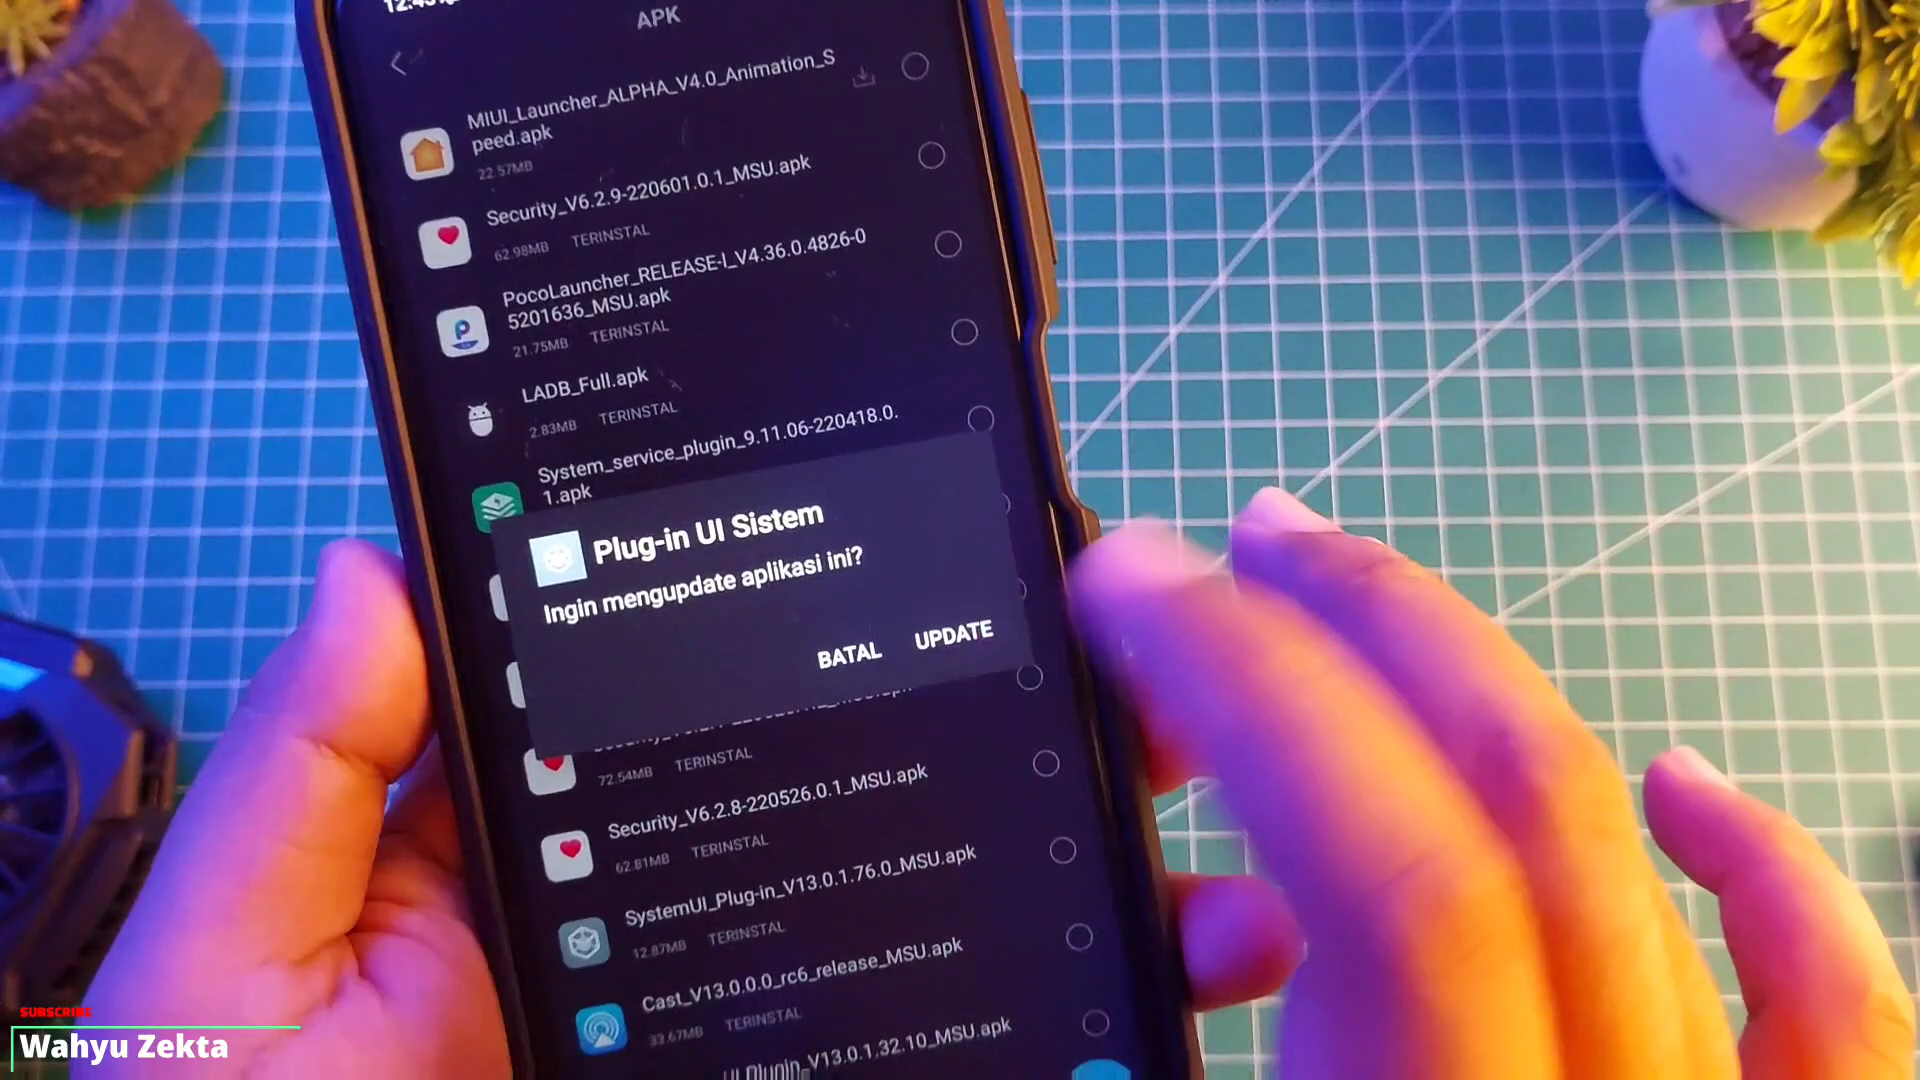 APK
MIUI_Launcher_ALPHA_V4.0_Animation_S
peed.apk
22.57MB
Security_V6.2.9-220601.0.1_MSU.apk
62.98MB TERINSTAL
PocoLauncher_RELEASE-I_V4.36.0.4826-0
5201636_MSU.apk
21.75MB TERINSTAL
LADB_Full.apk
2.83MB TERINSTAL
System_service_plugin_9.11.06-220418.0.
1.apk
Plug-in UI Sistem
Ingin mengupdate aplikasi ini?
BATAL UPDATE
72.54MB TERINSTAL
Security_V6.2.8-220526.0.1_MSU.apk
62.81MB TERINSTAL
SystemUI_Plug-in_V13.0.1.76.0_MSU.apk
12.87MB TERINSTAL
Cast_V13.0.0.0_rc6_release_MSU.apk
33.67MB TERINSTAL
Plugin_V13.0.1.32.10_MSU.apk
SUBSCRIBE
Wahyu Zekta